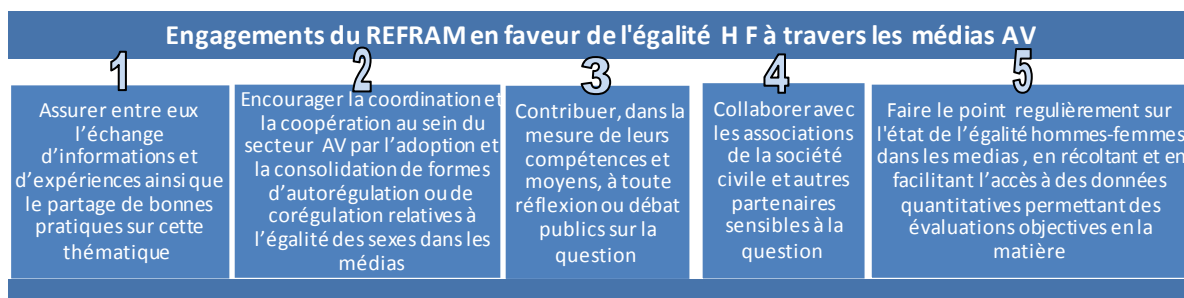 Engagements du REFRAM en faveur de l'égalité H F à travers les médias AV
1
Assurer entre eux
l'échange
d'informations et
d'expériences ainsi que
le partage de bonnes
pratiques sur cette
thématique
2
Encourager la coordination et
la coopération au sein du
secteur AV par l'adoption et
la consolidation de formes
d'autorégulation ou de
corégulation relatives à
l'égalité des sexes dans les
médias
3
Contribuer, dans la
mesure de leurs
compétences et
moyens, à toute
réflexion ou débat
publics sur la
question
4
Collaborer avec
les associations
de la société
civile et autres
partenaires
sensibles à la
question
5
Faire le point regulièrement sur
l'état de l'égalité hommes-femmes
dans les medias , en récoltant et en
facilitant l'accès à des données
quantitatives permettant des
évaluations objectives en la
matière